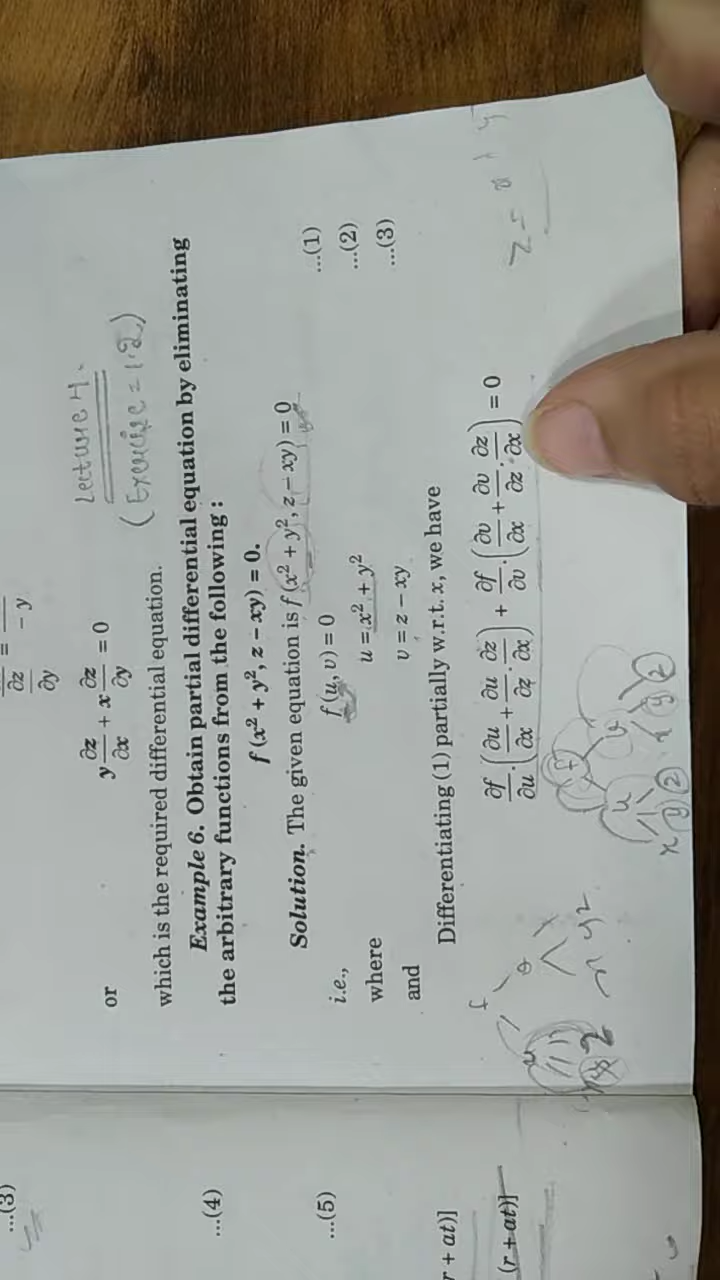 ∂z/∂y = − y
or y ∂z/∂x + x ∂z/∂y = 0
which is the required differential equation.
Lecture 4.
(Exercise = 1.2)
Example 6. Obtain partial differential equation by eliminating
the arbitrary functions from the following :
f (x² + y², z – xy) = 0.
Solution. The given equation is f (x² + y², z – xy) = 0
i.e., f (u, v) = 0 ...(1)
where u = x² + y² ...(2)
and v = z – xy ...(3)
Differentiating (1) partially w.r.t. x, we have
∂f/∂u . (∂u/∂x + ∂u/∂z . ∂z/∂x) + ∂f/∂v . (∂v/∂x + ∂v/∂z . ∂z/∂x) = 0
z =
f
u v
x y z x y z
f
u
x y z
...(3)
...(4)
...(5)
r + at)]
(r + at)]